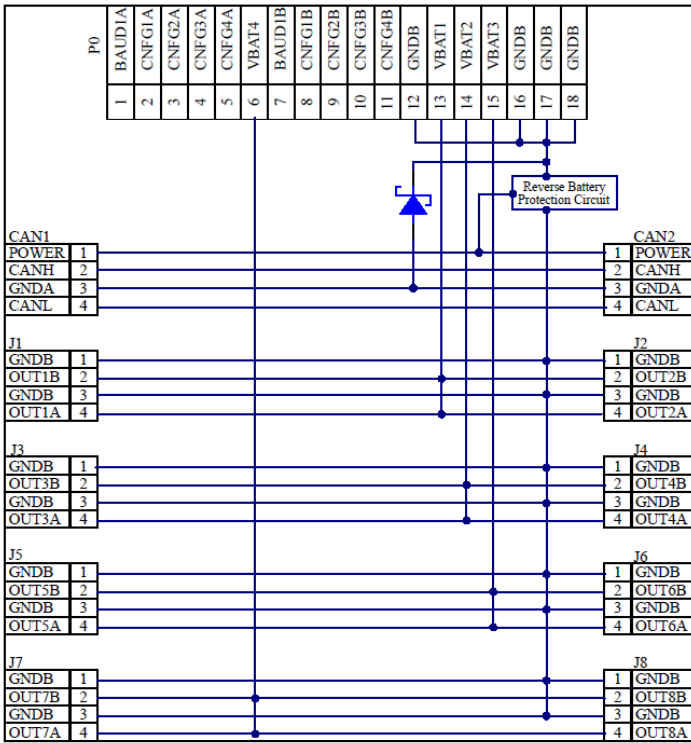 P0
BAUD1A CNFG1A CNFG2A CNFG3A CNFG4A VBAT4 BAUD1B CNFG1B CNFG2B CNFG3B CNFG4B GNDB VBAT1 VBAT2 VBAT3 GNDB GNDB GNDB
1 2 3 4 5 6 7 8 9 10 11 12 13 14 15 16 17 18
Reverse Battery
Protection Circuit
CAN1 CAN2
POWER 1 1 POWER
CANH 2 2 CANH
GNDA 3 3 GNDA
CANL 4 4 CANL
J1 J2
GNDB 1 1 GNDB
OUT1B 2 2 OUT2B
GNDB 3 3 GNDB
OUT1A 4 4 OUT2A
J3 J4
GNDB 1 1 GNDB
OUT3B 2 2 OUT4B
GNDB 3 3 GNDB
OUT3A 4 4 OUT4A
J5 J6
GNDB 1 1 GNDB
OUT5B 2 2 OUT6B
GNDB 3 3 GNDB
OUT5A 4 4 OUT6A
J7 J8
GNDB 1 1 GNDB
OUT7B 2 2 OUT8B
GNDB 3 3 GNDB
OUT7A 4 4 OUT8A